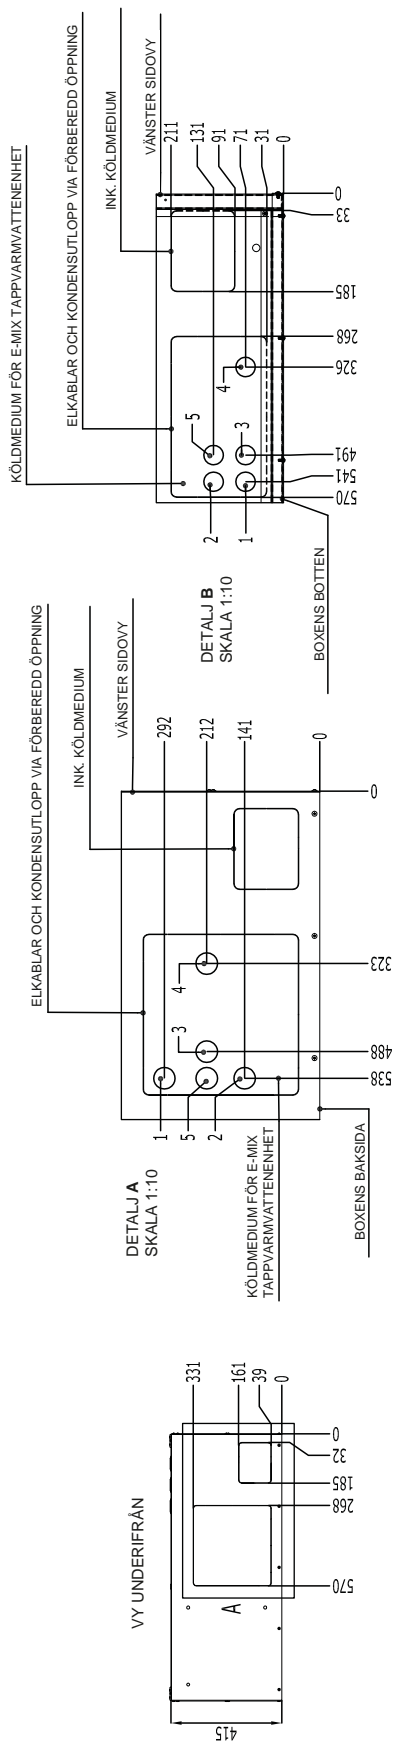 VY UNDERIFRÅN
415
A
331
161
39
0
570
268
185
32
0
ELKABLAR OCH KONDENSUTLOPP VIA FÖRBEREDD ÖPPNING
INK. KÖLDMEDIUM
VÄNSTER SIDOVY
DETALJ A
SKALA 1:10
1
5
2
3
4
292
212
141
0
538
488
323
0
KÖLDMEDIUM FÖR E-MIX
TAPPVARMVATTENENHET
BOXENS BAKSIDA
KÖLDMEDIUM FÖR E-MIX TAPPVARMVATTENENHET
ELKABLAR OCH KONDENSUTLOPP VIA FÖRBEREDD ÖPPNING
INK. KÖLDMEDIUM
VÄNSTER SIDOVY
DETALJ B
SKALA 1:10
2
1
5
3
4
211
131
91
71
31
0
570
541
491
326
268
185
33
0
BOXENS BOTTEN